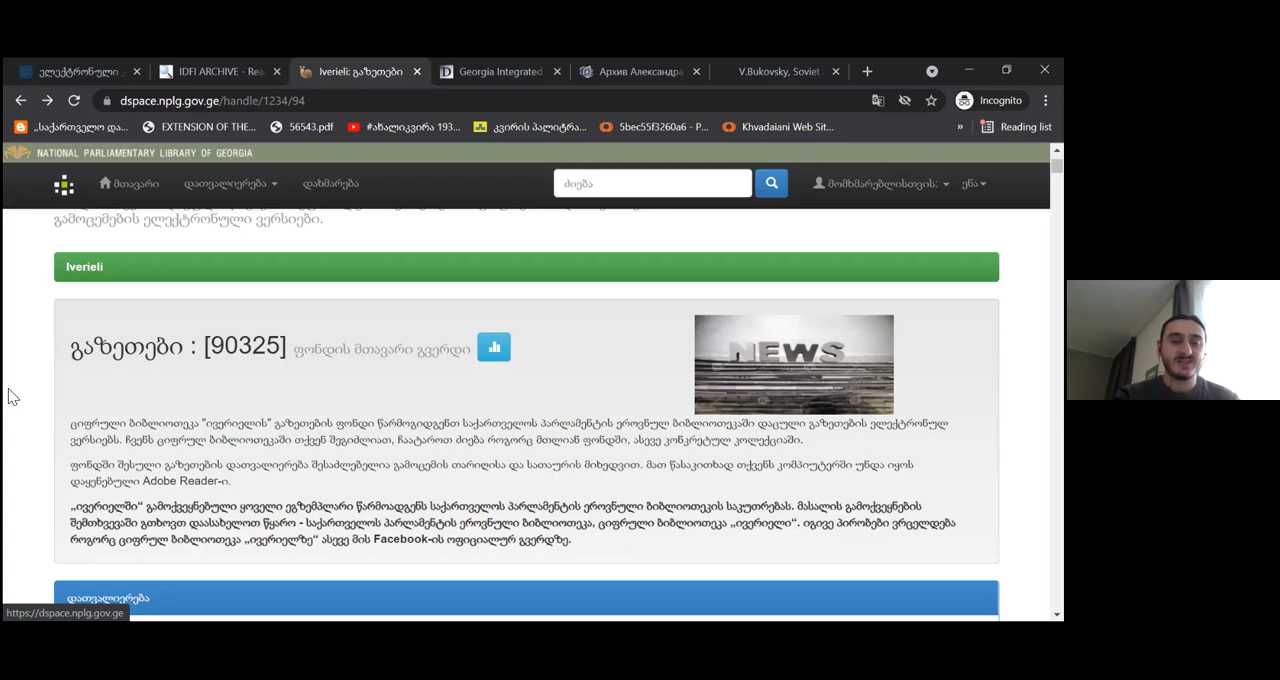 ელექტრონული
IDFI ARCHIVE - Rea
Iverieli: გაზეთები
Georgia Integrated
Архив Александра
V.Bukovsky, Soviet
dspace.nplg.gov.ge/handle/1234/94
Incognito
„საქართველო და...
EXTENSION OF THE...
56543.pdf
#ახალიკვირა 193...
კვირის პალიტრა...
5bec55f3260a6 - P...
Khvadaiani Web Sit...
»
Reading list
NATIONAL PARLIAMENTARY LIBRARY OF GEORGIA
მთავარი
დათვალიერება
დახმარება
ძიება
მომხმარებლისთვის:
ენა
გამოცემების ელექტრონული ვერსიები.
Iverieli
გაზეთები : [90325] ფონდის მთავარი გვერდი
NEWS
ციფრული ბიბლიოთეკა "ივერიელის" გაზეთების ფონდი წარმოგიდგენთ საქართველოს პარლამენტის ეროვნული ბიბლიოთეკაში დაცული გაზეთების ელექტრონულ
ვერსიებს. ჩვენს ციფრულ ბიბლიოთეკაში თქვენ შეგიძლიათ, ჩაატაროთ ძიება როგორც მთლიან ფონდში, ასევე კონკრეტულ კოლექციაში.
ფონდში შესული გაზეთების დათვალიერება შესაძლებელია გამოცემის თარიღისა და სათაურის მიხედვით. მათ წასაკითხად თქვენს კომპიუტერში უნდა იყოს
დაყენებული Adobe Reader-ი.
„ივერიელში“ გამოქვეყნებული ყოველი ეგზემპლარი წარმოადგენს საქართველოს პარლამენტის ეროვნული ბიბლიოთეკის საკუთრებას. მასალის გამოქვეყნების
შემთხვევაში გთხოვთ დაასახელოთ წყარო - საქართველოს პარლამენტის ეროვნული ბიბლიოთეკა, ციფრული ბიბლიოთეკა „ივერიელი“. იგივე პირობები ვრცელდება
როგორც ციფრულ ბიბლიოთეკა „ივერიელზე“ ასევე მის Facebook-ის ოფიციალურ გვერდზე.
დათვალიერება
https://dspace.nplg.gov.ge